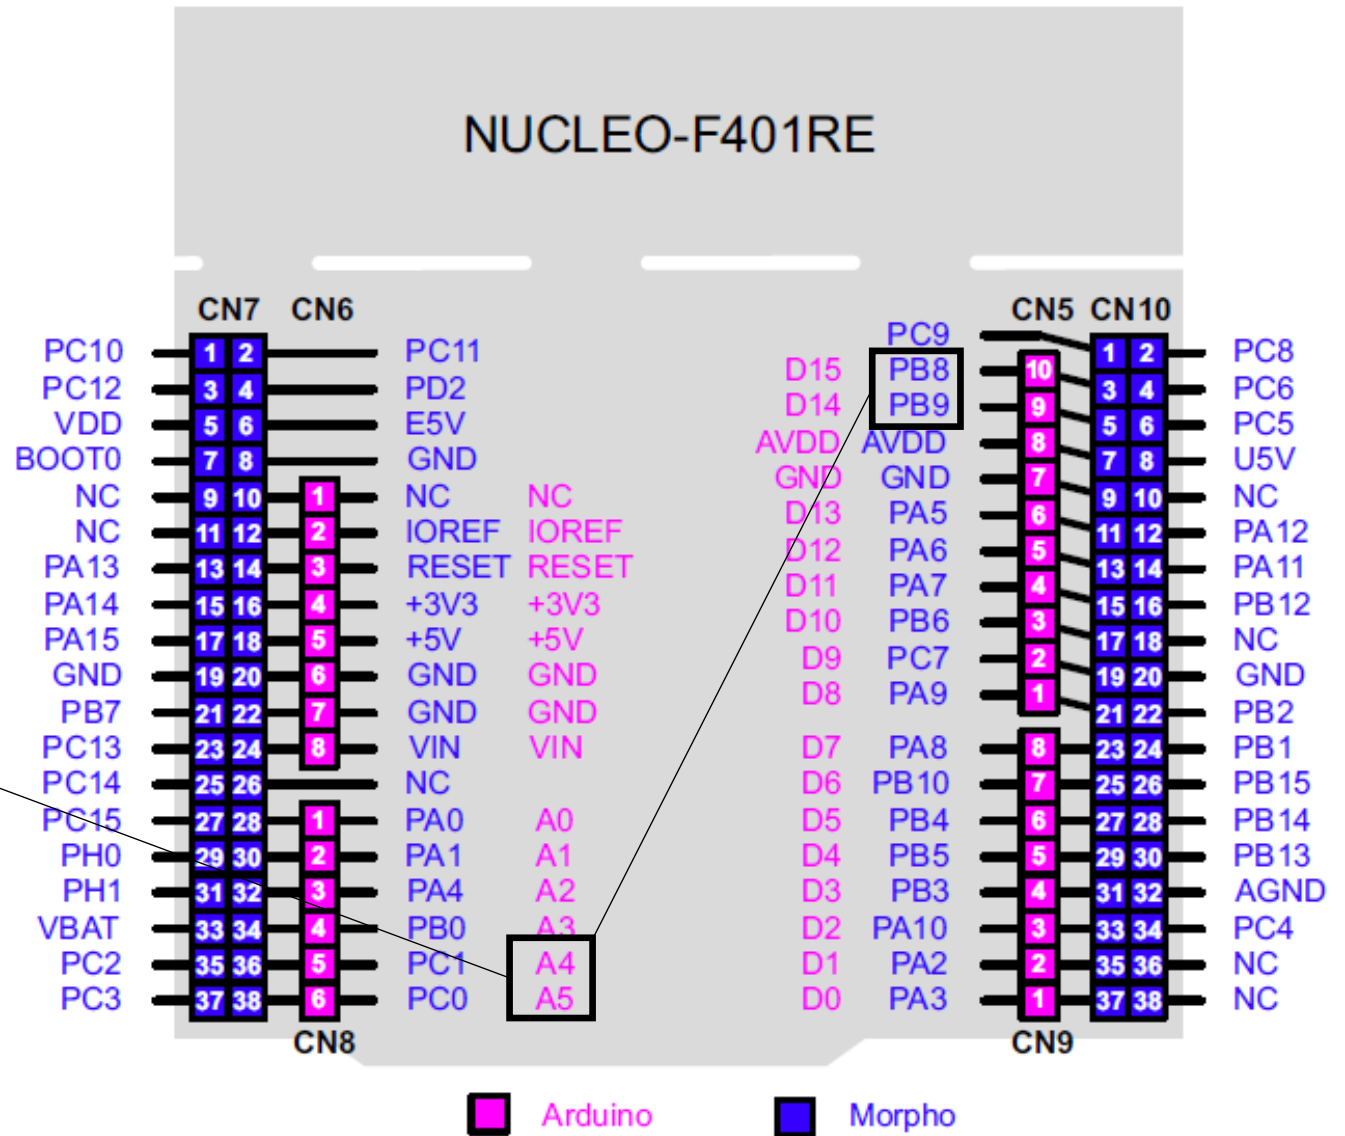 NUCLEO-F401RE
CN7 CN6 CN5 CN10
PC9
PC10 1 2 PC11 1 2 PC8
D15 PB8 10
PC12 3 4 PD2 3 4 PC6
D14 PB9 9
VDD 5 6 E5V 5 6 PC5
AVDD AVDD 8
BOOT0 7 8 GND 7 8 U5V
GND GND 7
NC 9 10 1 NC NC 9 10 NC
D13 PA5 6
NC 11 12 2 IOREF IOREF 11 12 PA12
D12 PA6 5
PA13 13 14 3 RESET RESET 13 14 PA11
D11 PA7 4
PA14 15 16 4 +3V3 +3V3 15 16 PB12
D10 PB6 3
PA15 17 18 5 +5V +5V 17 18 NC
D9 PC7 2
GND 19 20 6 GND GND 19 20 GND
D8 PA9 1
PB7 21 22 7 GND GND 21 22 PB2
PC13 23 24 8 VIN VIN D7 PA8 8 23 24 PB1
PC14 25 26 NC D6 PB10 7 25 26 PB15
PC15 27 28 1 PA0 A0 D5 PB4 6 27 28 PB14
PH0 29 30 2 PA1 A1 D4 PB5 5 29 30 PB13
PH1 31 32 3 PA4 A2 D3 PB3 4 31 32 AGND
VBAT 33 34 4 PB0 A3 D2 PA10 3 33 34 PC4
PC2 35 36 5 PC1 A4 D1 PA2 2 35 36 NC
PC3 37 38 6 PC0 A5 D0 PA3 1 37 38 NC
CN8 CN9
Arduino Morpho